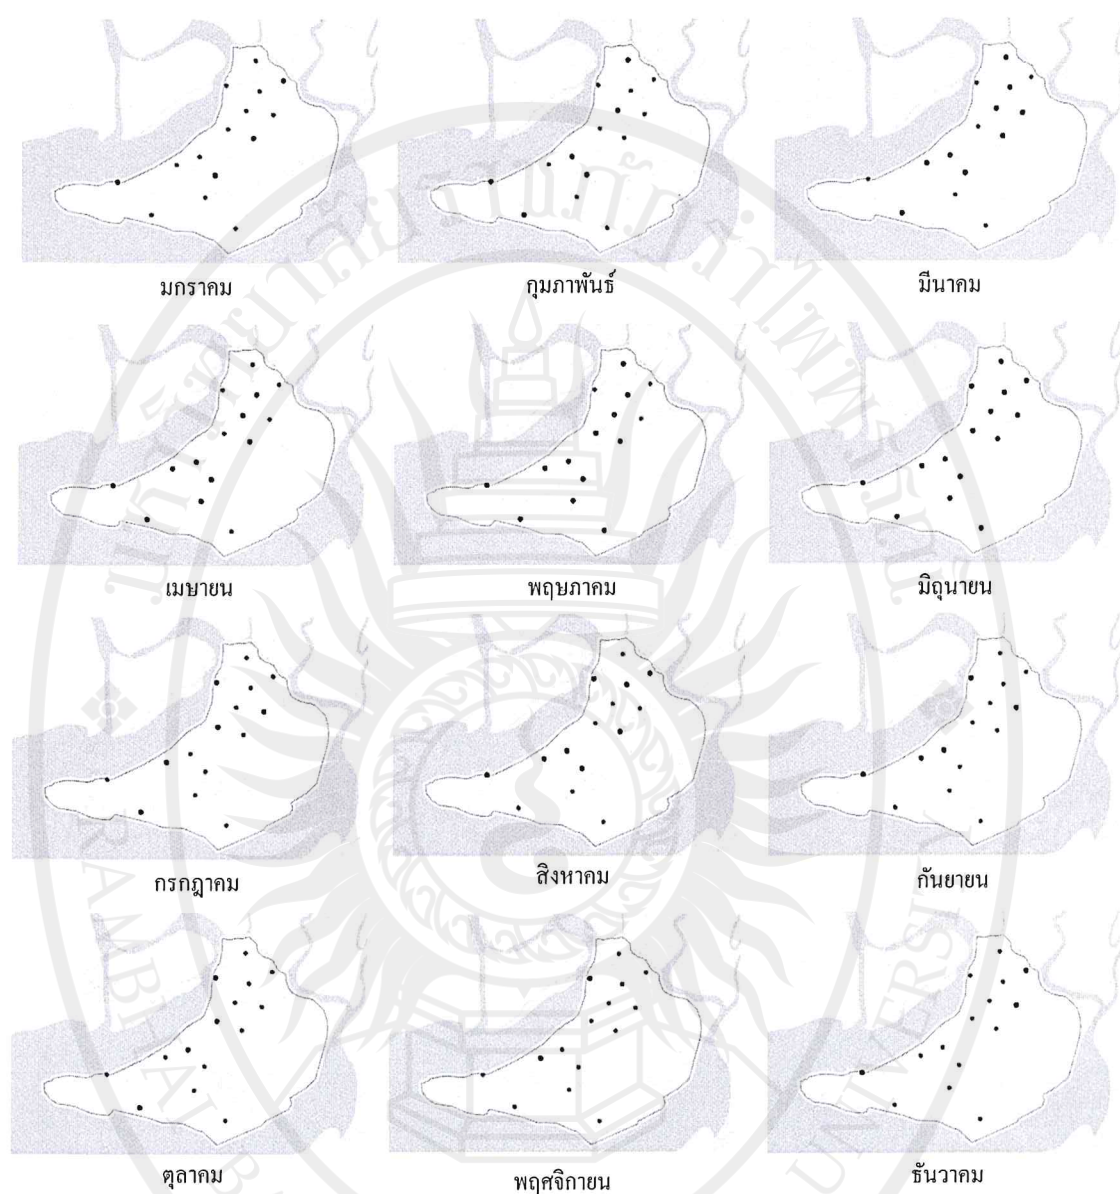 มกราคม
กุมภาพันธ์
มีนาคม
เมษายน
พฤษภาคม
มิถุนายน
กรกฎาคม
สิงหาคม
กันยายน
ตุลาคม
พฤศจิกายน
ธันวาคม